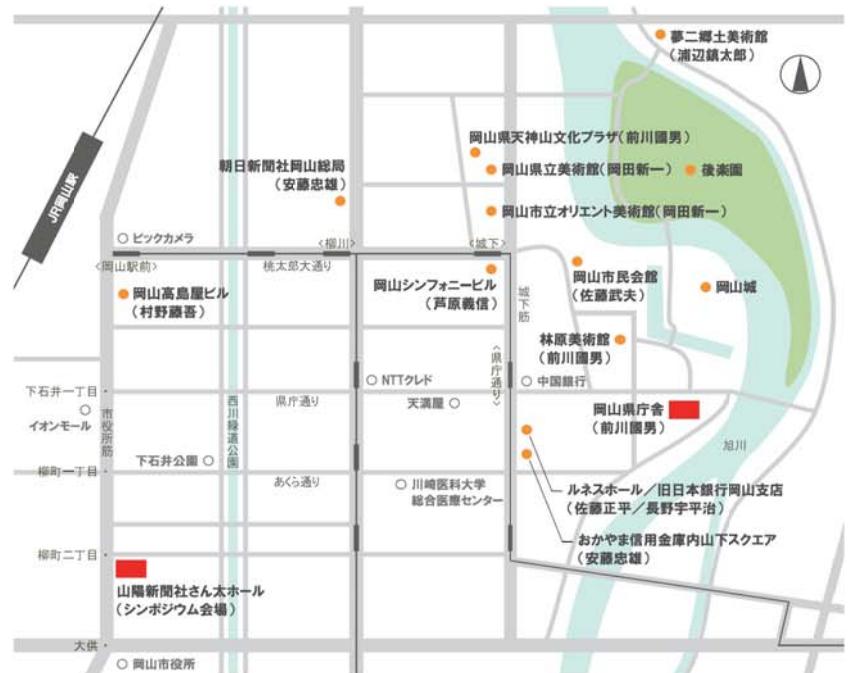 夢二郷土美術館
（浦辺鎮太郎）
岡山県天神山文化プラザ（前川國男）
朝日新聞社岡山総局
（安藤忠雄）
岡山県立美術館（岡田新一）
後楽園
JR岡山駅
岡山市立オリエント美術館（岡田新一）
ビックカメラ
〈柳川〉
〈城下〉
〈岡山駅前〉
桃太郎大通り
岡山シンフォニービル
（芦原義信）
岡山市民会館
（佐藤武夫）
岡山城
岡山高島屋ビル
（村野藤吾）
城下筋
林原美術館
（前川國男）
〈県庁通り〉
NTTクレド
中国銀行
下石井一丁目
県庁通り
天満屋
岡山県庁舎
（前川國男）
イオンモール
市役所筋
西川緑道公園
旭川
下石井公園
柳町一丁目
あくら通り
川崎医科大学
総合医療センター
ルネスホール／旧日本銀行岡山支店
（佐藤正平／長野宇平治）
おかやま信用金庫内山下スクエア
（安藤忠雄）
柳町二丁目
山陽新聞社さん太ホール
（シンポジウム会場）
大供
岡山市役所